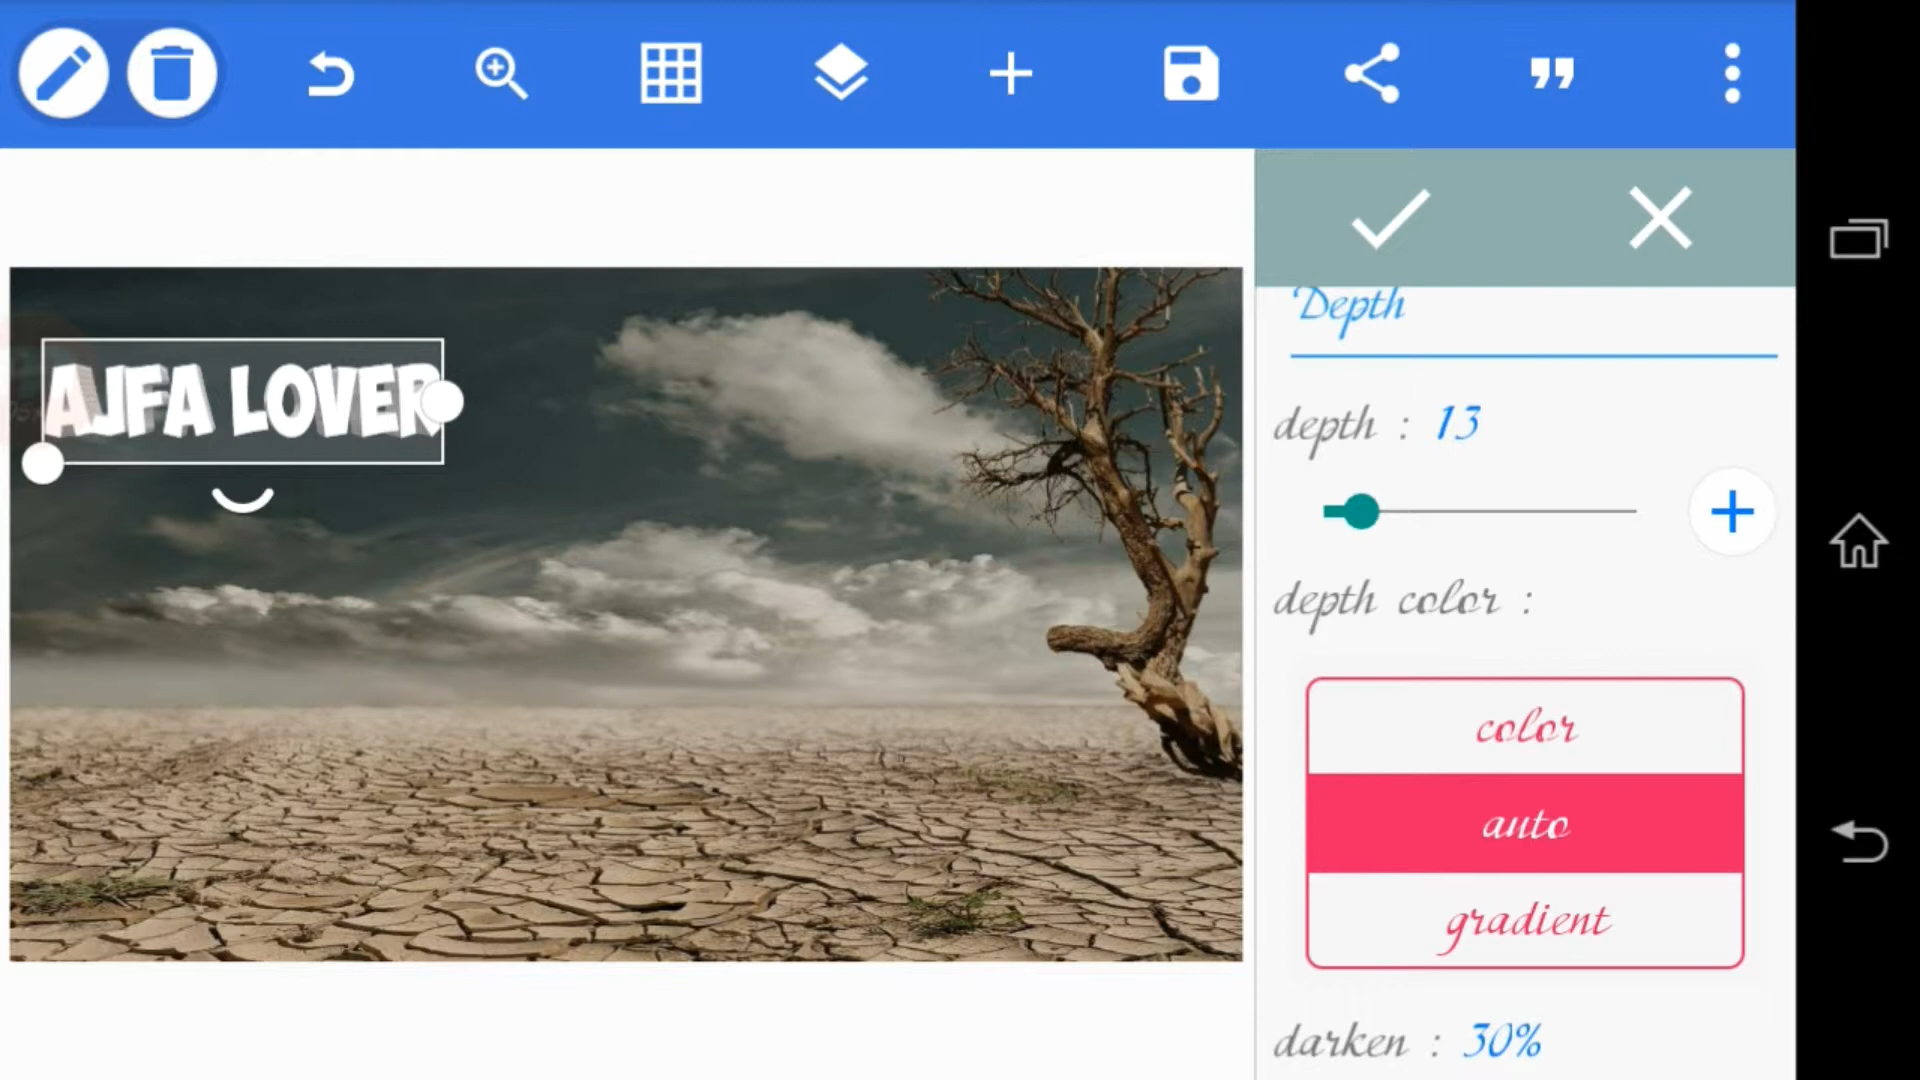 AJFA LOVER
Depth
depth : 13
depth color :
color
auto
gradient
darken : 30%